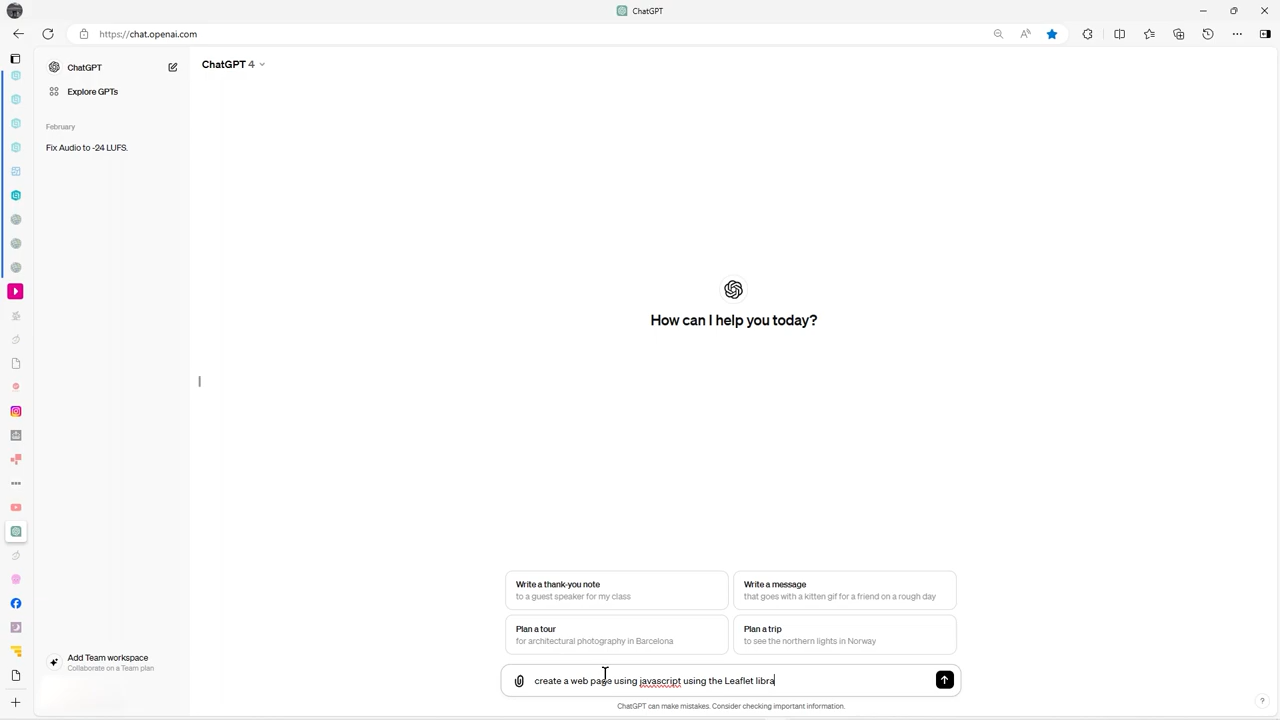 ChatGPT
https://chat.openai.com
ChatGPT
ChatGPT 4
Explore GPTs
February
Fix Audio to -24 LUFS.
How can I help you today?
Write a thank-you note
to a guest speaker for my class
Write a message
that goes with a kitten gif for a friend on a rough day
Plan a tour
for architectural photography in Barcelona
Plan a trip
to see the northern lights in Norway
Add Team workspace
Collaborate on a Team plan
create a web page using javascript using the Leaflet libra
ChatGPT can make mistakes. Consider checking important information.
?